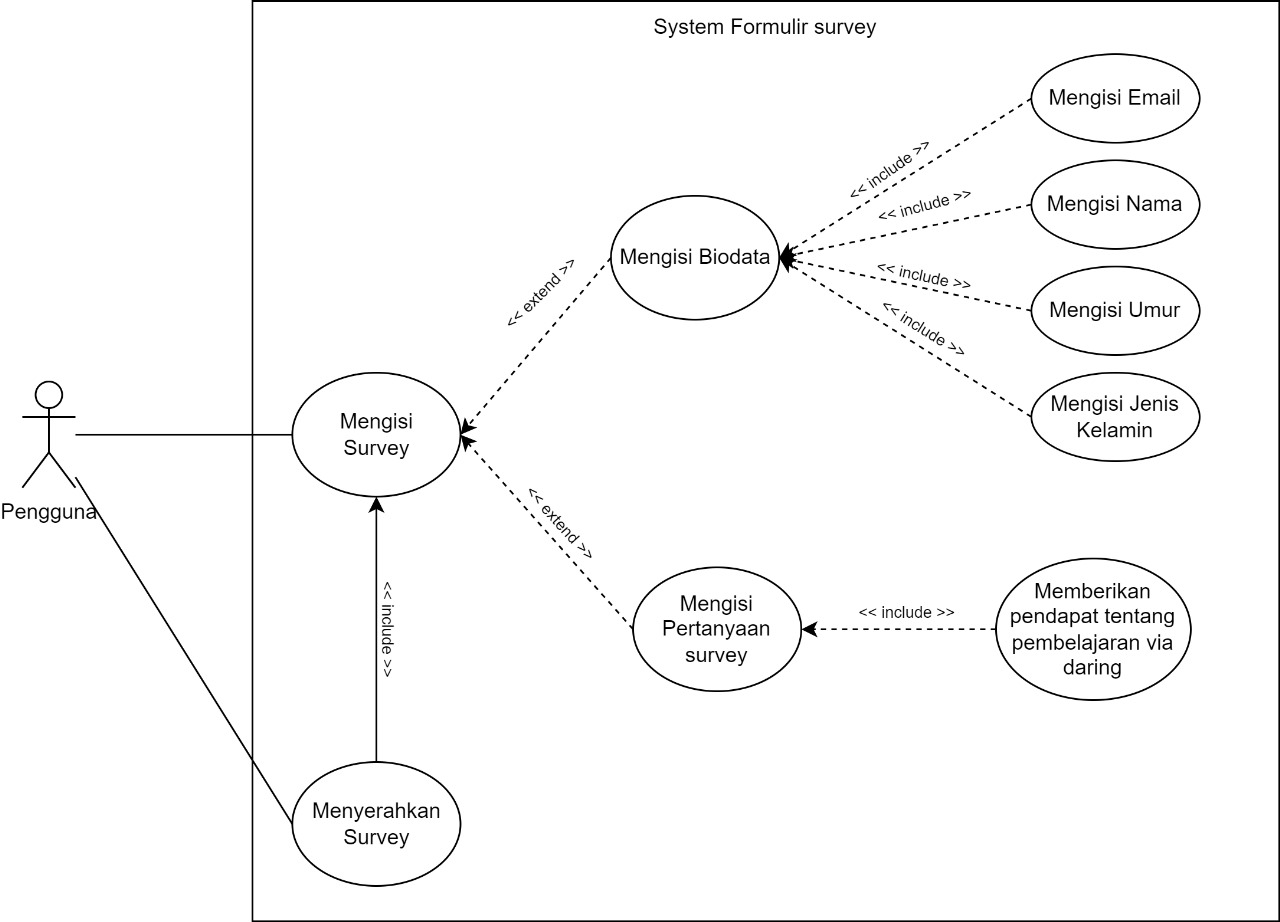 System Formulir survey
Mengisi Email
<< include >>
Mengisi Nama
<< include >>
Mengisi Biodata
<< include >>
Mengisi Umur
<< include >>
<< extend >>
Mengisi Jenis
Kelamin
Mengisi
Survey
Pengguna
<< extend >>
Mengisi
Pertanyaan
survey
<< include >>
Memberikan
pendapat tentang
pembelajaran via
daring
<< include >>
Menyerahkan
Survey